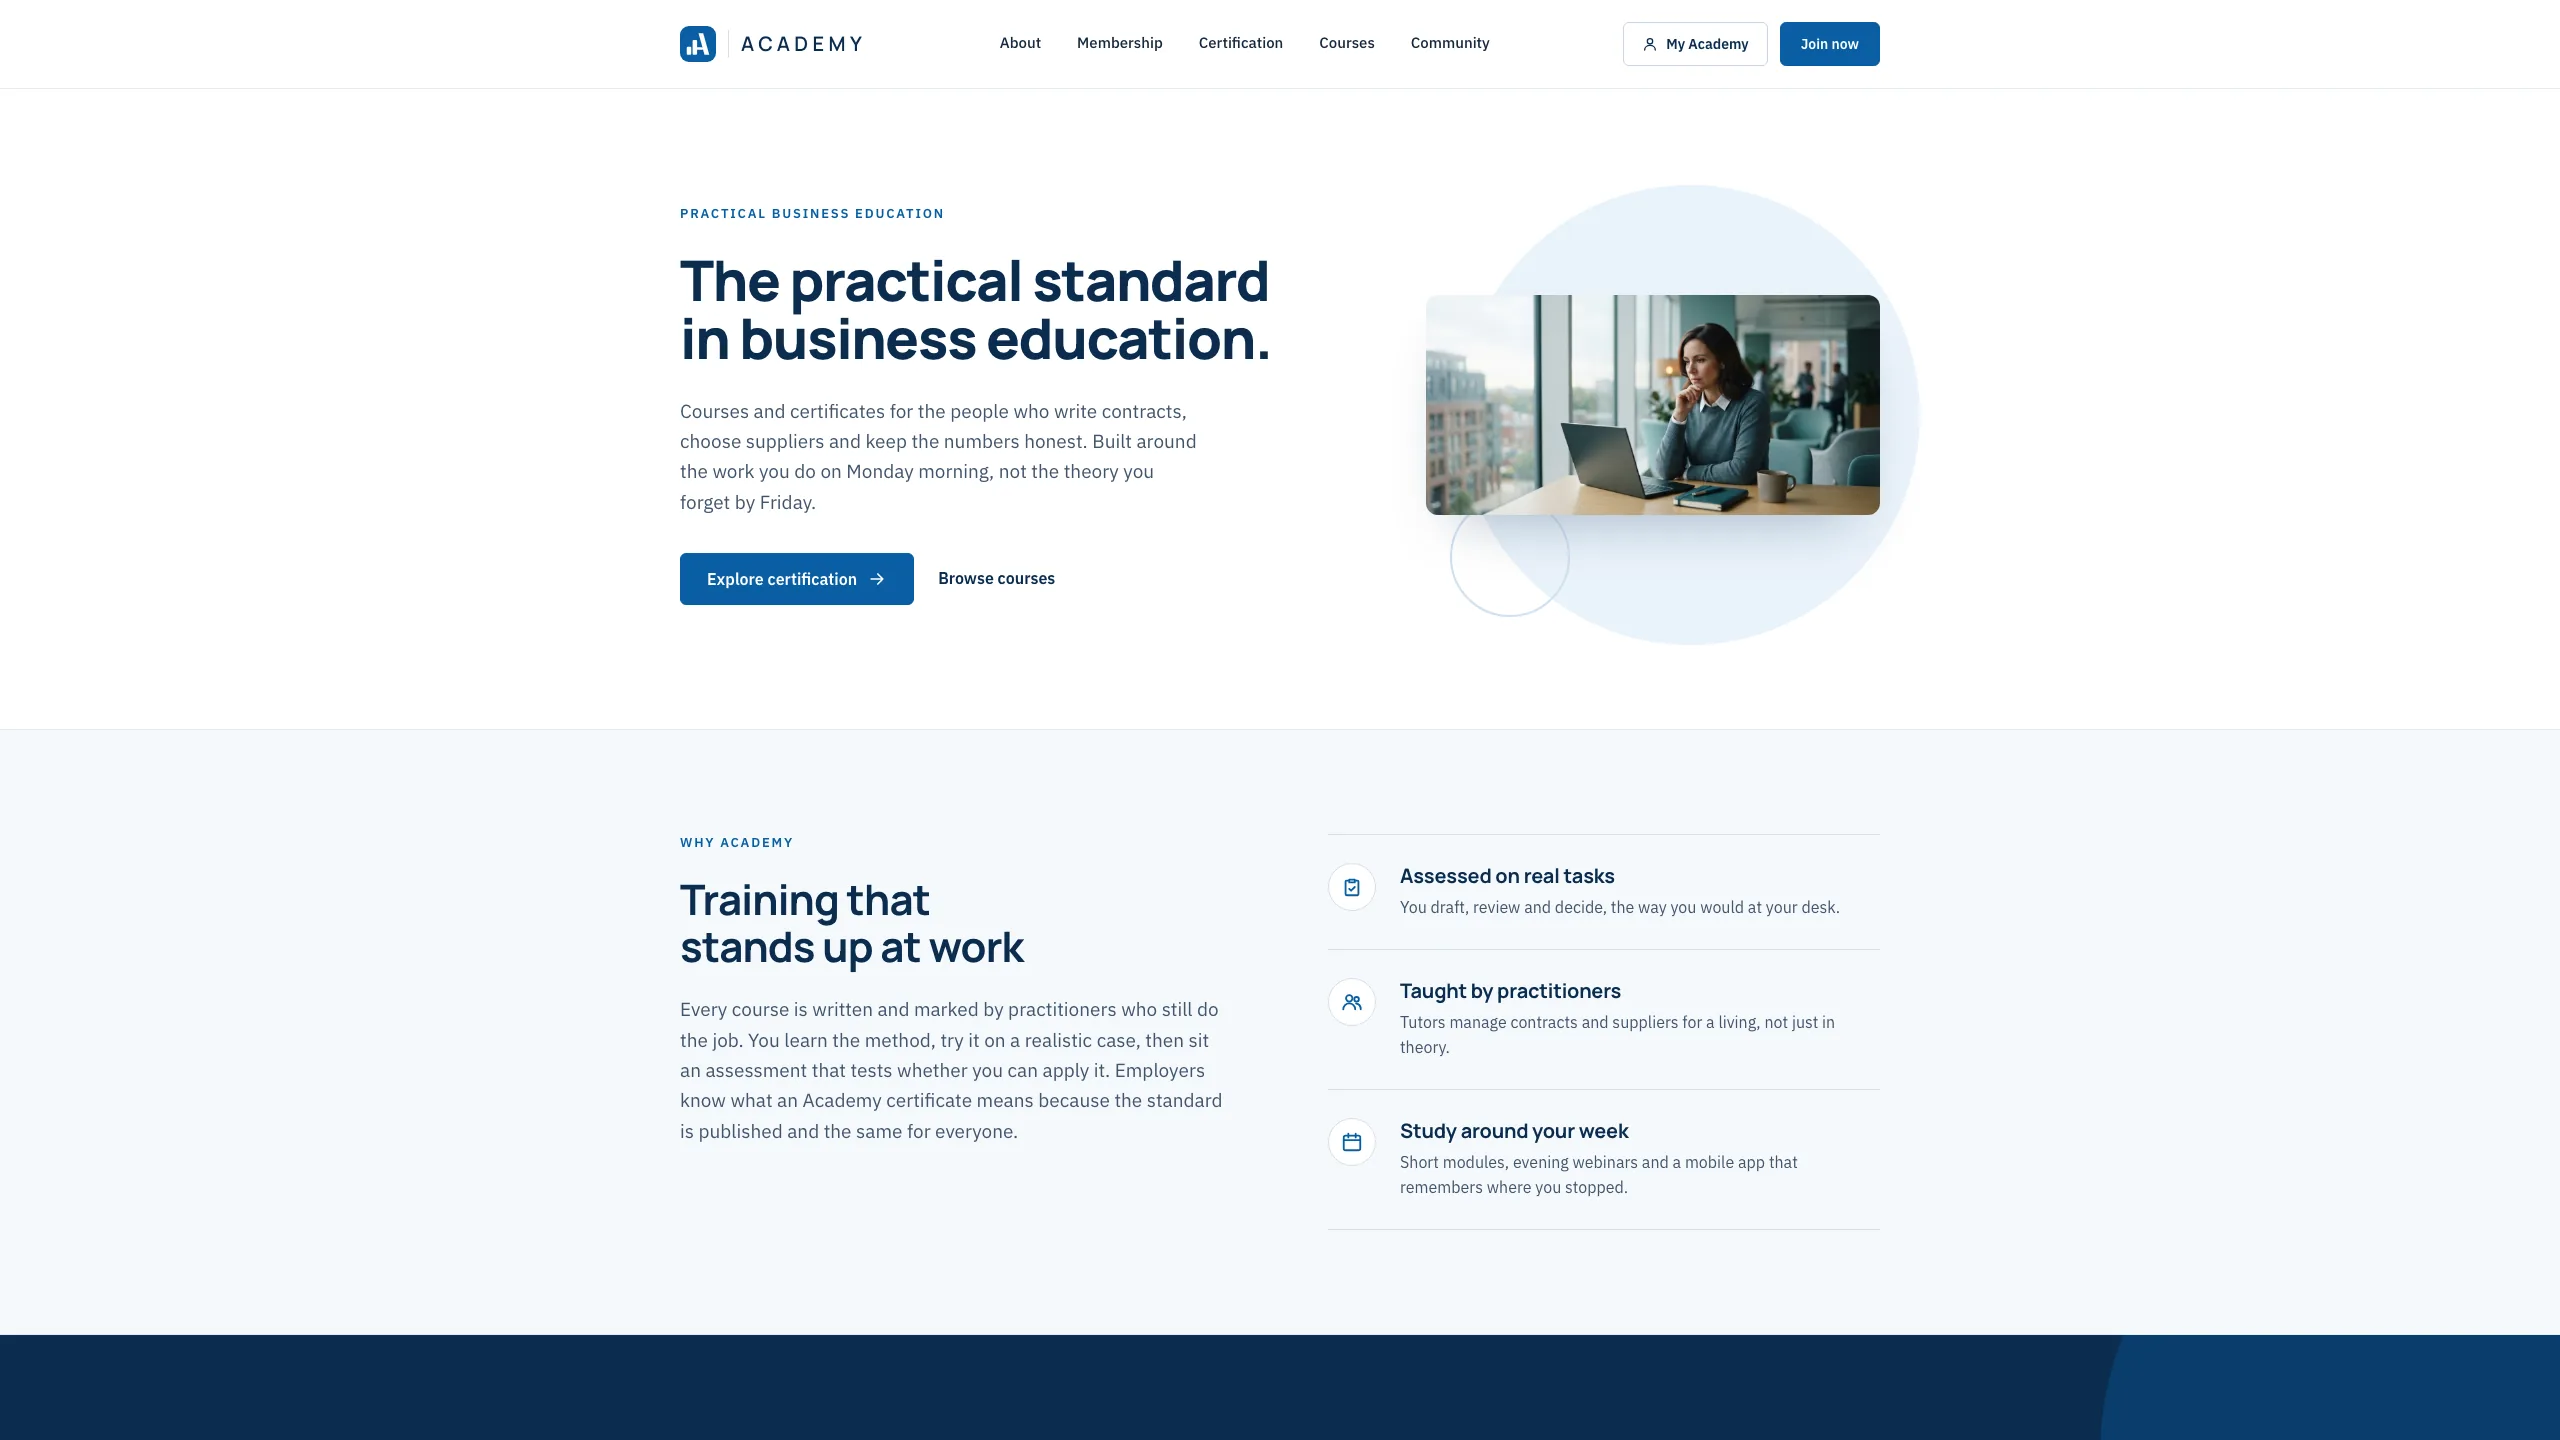 ACADEMY
About
Membership
Certification
Courses
Community
My Academy
Join now
PRACTICAL BUSINESS EDUCATION
The practical standard
in business education.
Courses and certificates for the people who write contracts,
choose suppliers and keep the numbers honest. Built around
the work you do on Monday morning, not the theory you
forget by Friday.
Explore certification
Browse courses
WHY ACADEMY
Training that
stands up at work
Every course is written and marked by practitioners who still do
the job. You learn the method, try it on a realistic case, then sit
an assessment that tests whether you can apply it. Employers
know what an Academy certificate means because the standard
is published and the same for everyone.
Assessed on real tasks
You draft, review and decide, the way you would at your desk.
Taught by practitioners
Tutors manage contracts and suppliers for a living, not just in
theory.
Study around your week
Short modules, evening webinars and a mobile app that
remembers where you stopped.